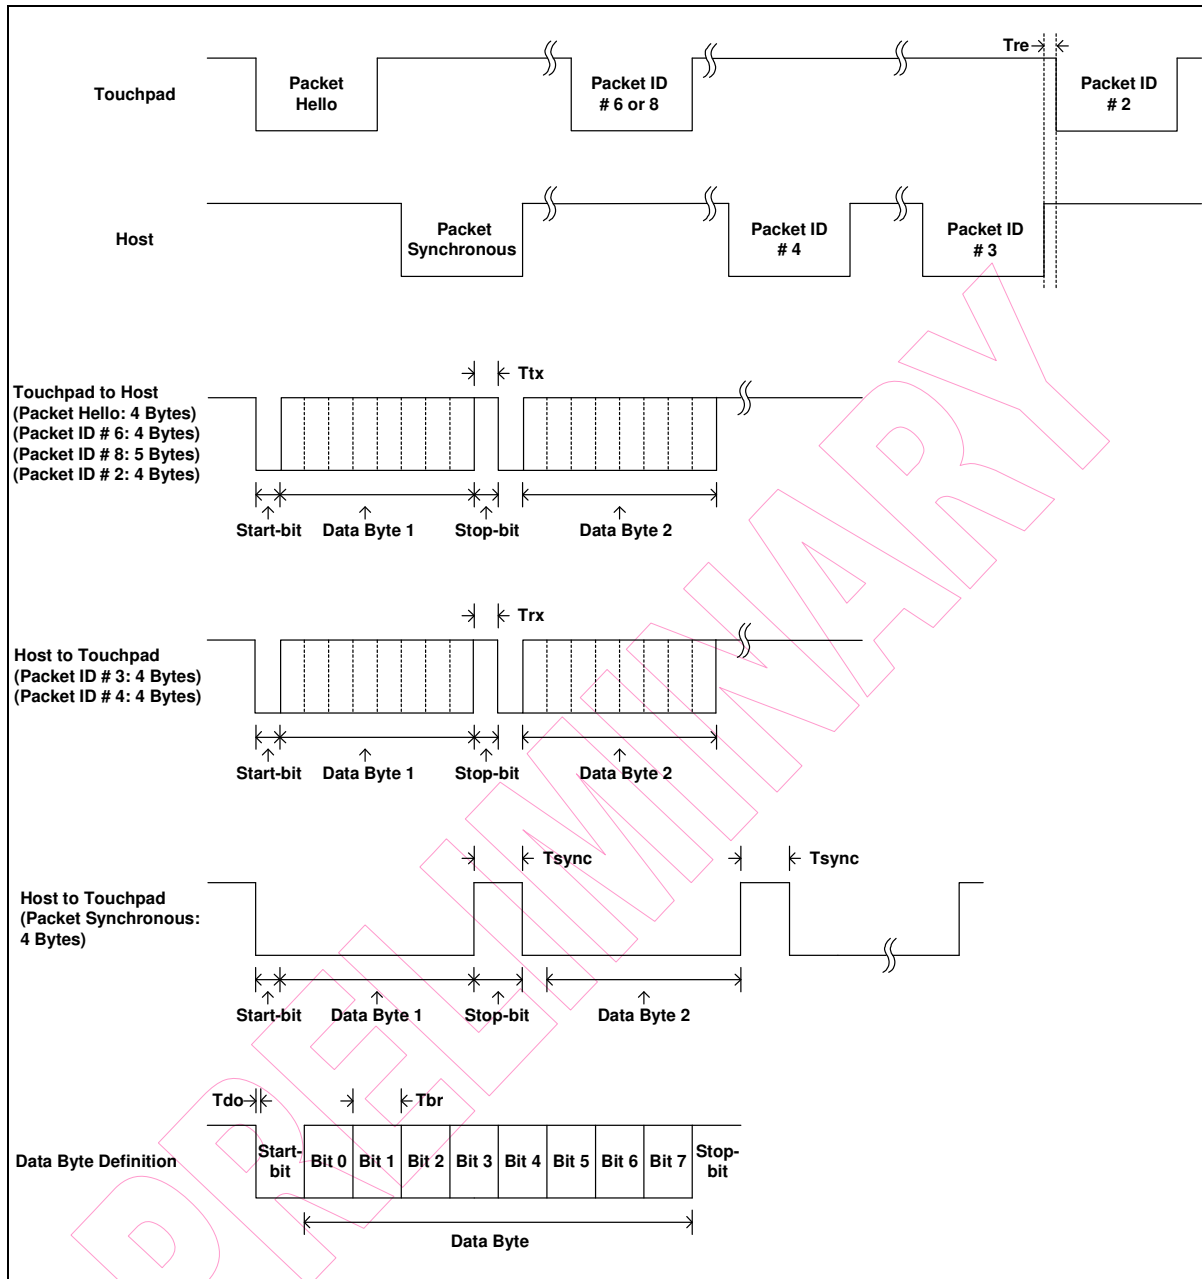 Tre
Touchpad
Packet
Hello
Packet ID
# 6 or 8
Packet ID
# 2
Host
Packet
Synchronous
Packet ID
# 4
Packet ID
# 3
Ttx
Touchpad to Host
(Packet Hello: 4 Bytes)
(Packet ID # 6: 4 Bytes)
(Packet ID # 8: 5 Bytes)
(Packet ID # 2: 4 Bytes)
Start-bit
Data Byte 1
Stop-bit
Data Byte 2
Trx
Host to Touchpad
(Packet ID # 3: 4 Bytes)
(Packet ID # 4: 4 Bytes)
Start-bit
Data Byte 1
Stop-bit
Data Byte 2
Tsync
Tsync
Host to Touchpad
(Packet Synchronous:
4 Bytes)
Start-bit
Data Byte 1
Stop-bit
Data Byte 2
Tdo
Tbr
Data Byte Definition
Start-
bit
Bit 0
Bit 1
Bit 2
Bit 3
Bit 4
Bit 5
Bit 6
Bit 7
Stop-
bit
Data Byte
PRELIMINARY